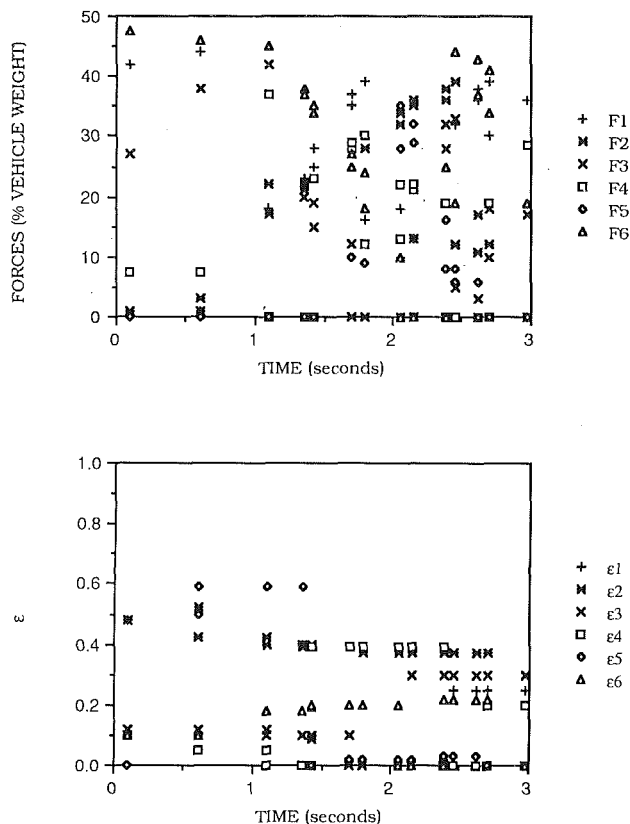 FORCES (% VEHICLE WEIGHT)
50
40
30
20
10
0
0
1
2
3
TIME (seconds)
F1
F2
F3
F4
F5
F6
ε
1.0
0.8
0.6
0.4
0.2
0.0
0
1
2
3
TIME (seconds)
ε1
ε2
ε3
ε4
ε5
ε6